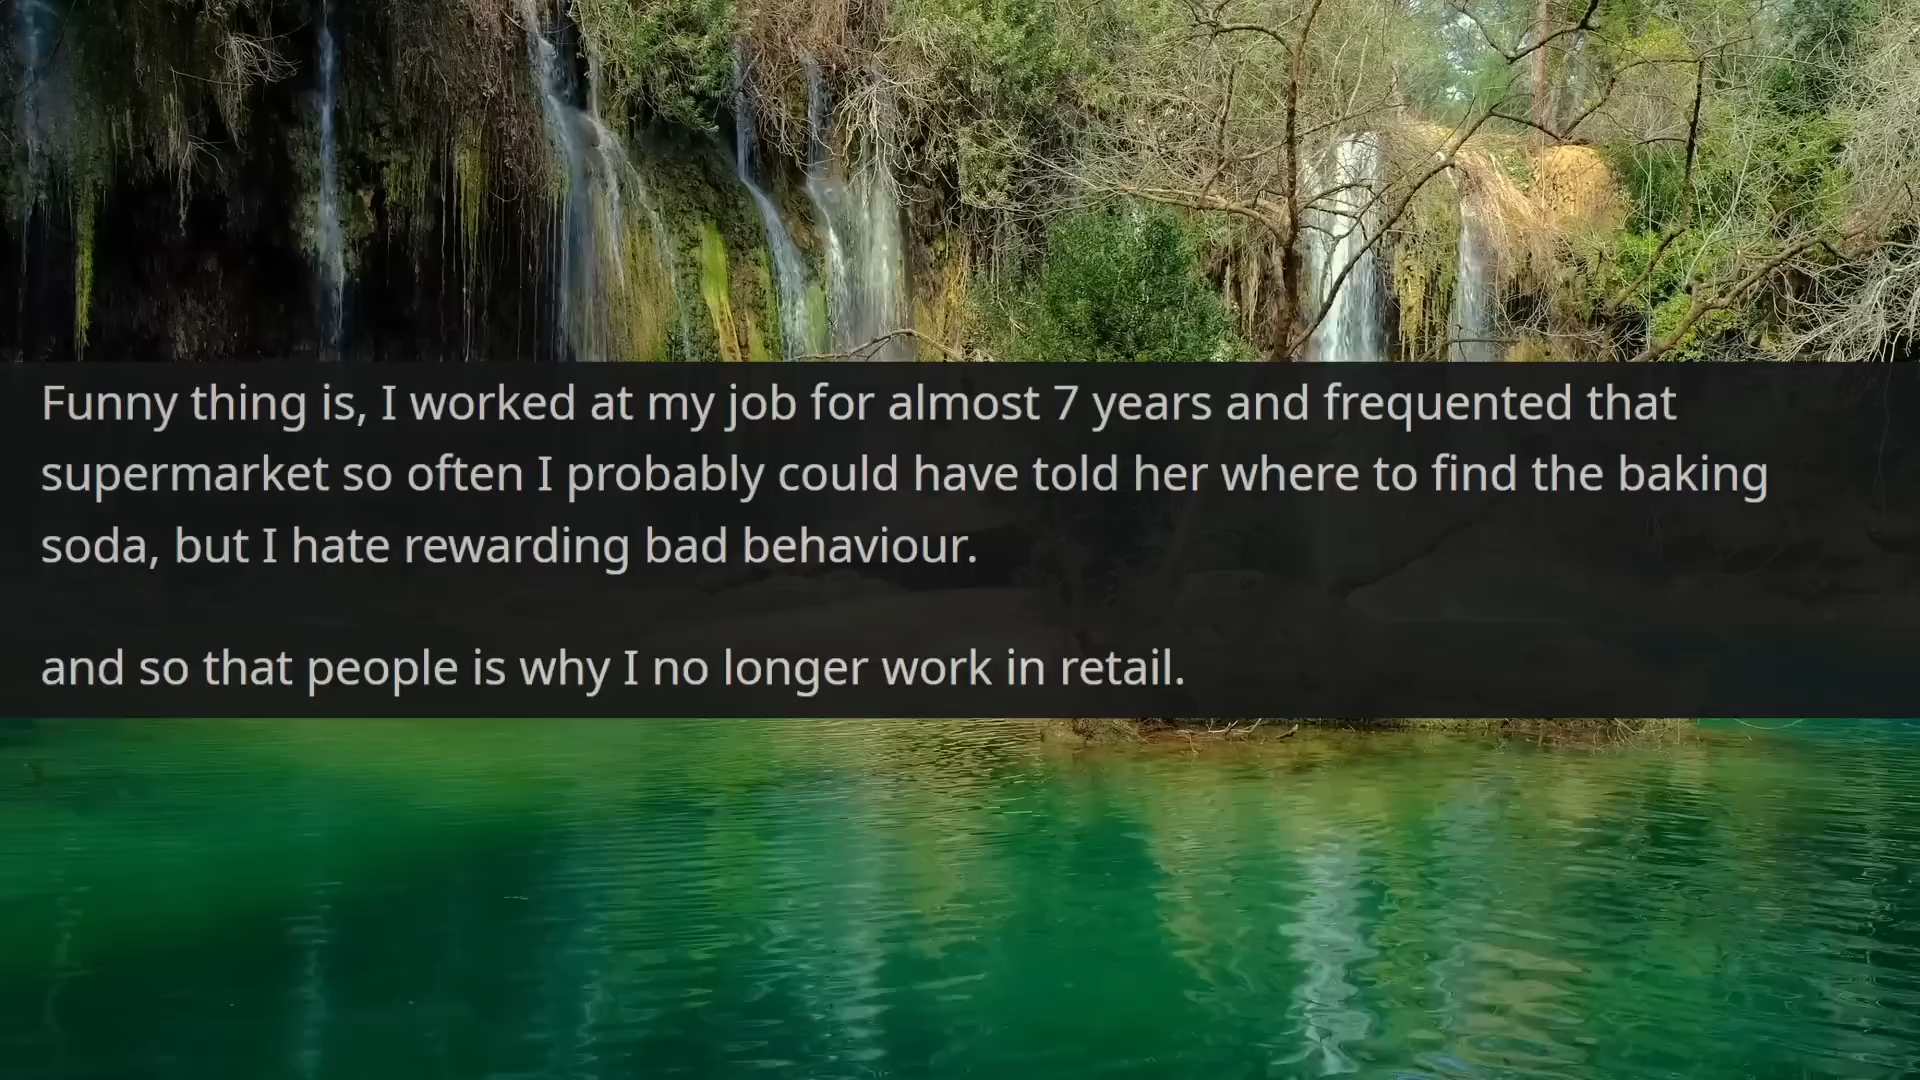 Funny thing is, I worked at my job for almost 7 years and frequented that
supermarket so often I probably could have told her where to find the baking
soda, but I hate rewarding bad behaviour.
and so that people is why I no longer work in retail.